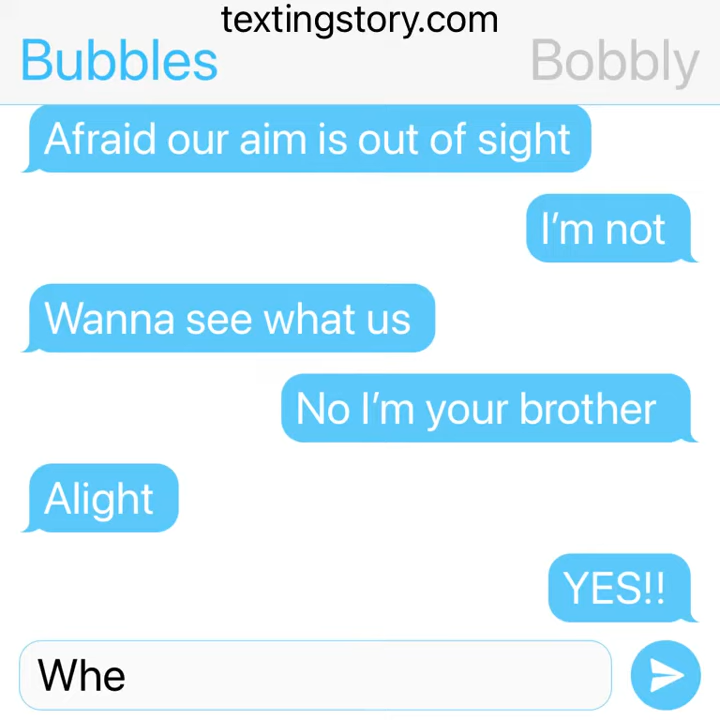 textingstory.com
Bubbles Bobbly
Afraid our aim is out of sight
I'm not
Wanna see what us
No I'm your brother
Alight
YES!!
Whe